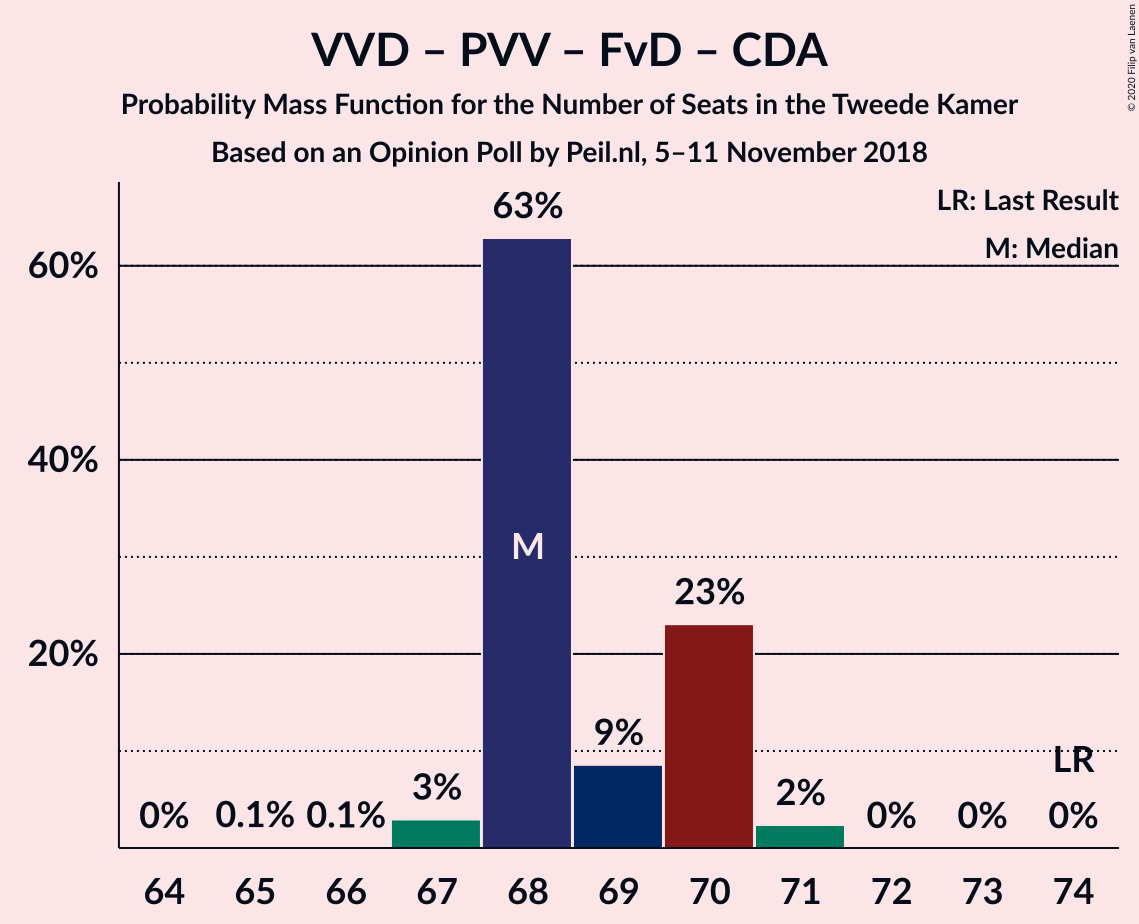 VVD – PVV – FvD – CDA
Probability Mass Function for the Number of Seats in the Tweede Kamer
Based on an Opinion Poll by Peil.nl, 5–11 November 2018
© 2020 Filip van Laenen
LR: Last Result
M: Median
60%
40%
20%
63%
M
23%
9%
LR
3%
2%
0%
0.1%
0.1%
0%
0%
0%
64 65 66 67 68 69 70 71 72 73 74